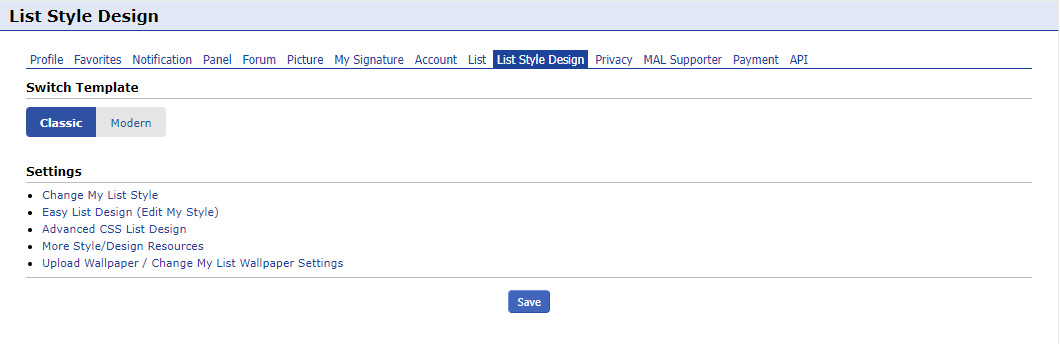 List Style Design
Profile Favorites Notification Panel Forum Picture My Signature Account List List Style Design Privacy MAL Supporter Payment API
Switch Template
Classic Modern
Settings
Change My List Style
Easy List Design (Edit My Style)
Advanced CSS List Design
More Style/Design Resources
Upload Wallpaper / Change My List Wallpaper Settings
Save